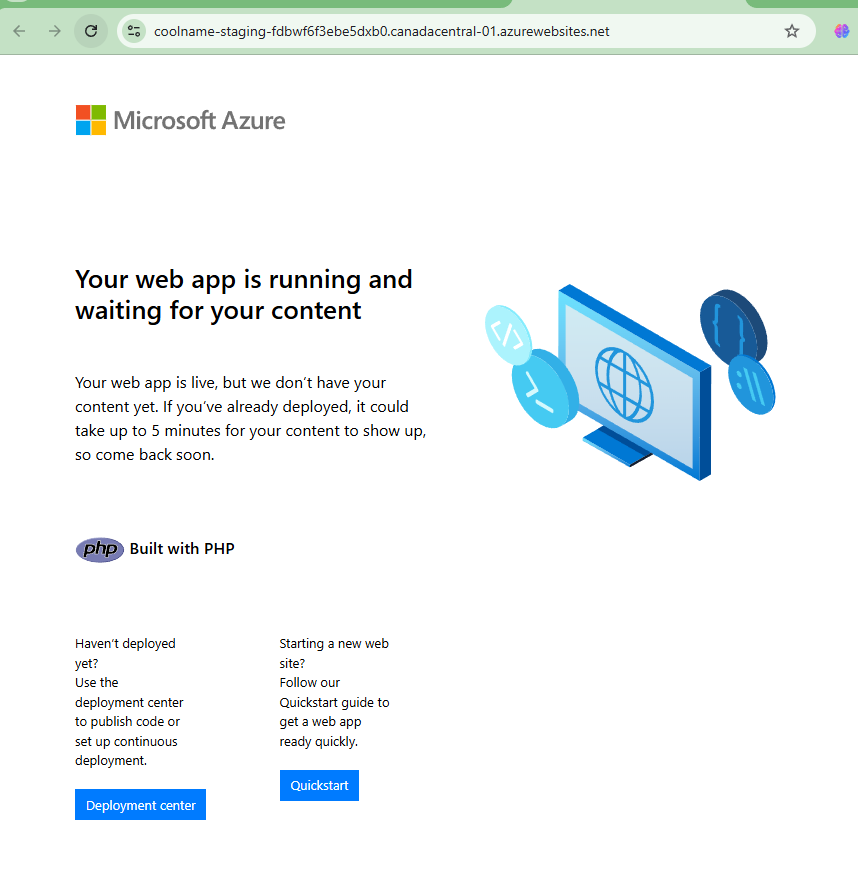 coolname-staging-fdbwf6f3ebe5dxb0.canadacentral-01.azurewebsites.net
Microsoft Azure
Your web app is running and
waiting for your content
Your web app is live, but we don’t have your
content yet. If you’ve already deployed, it could
take up to 5 minutes for your content to show up,
so come back soon.
php Built with PHP
Haven’t deployed
yet?
Use the
deployment center
to publish code or
set up continuous
deployment.
Deployment center
Starting a new web
site?
Follow our
Quickstart guide to
get a web app
ready quickly.
Quickstart